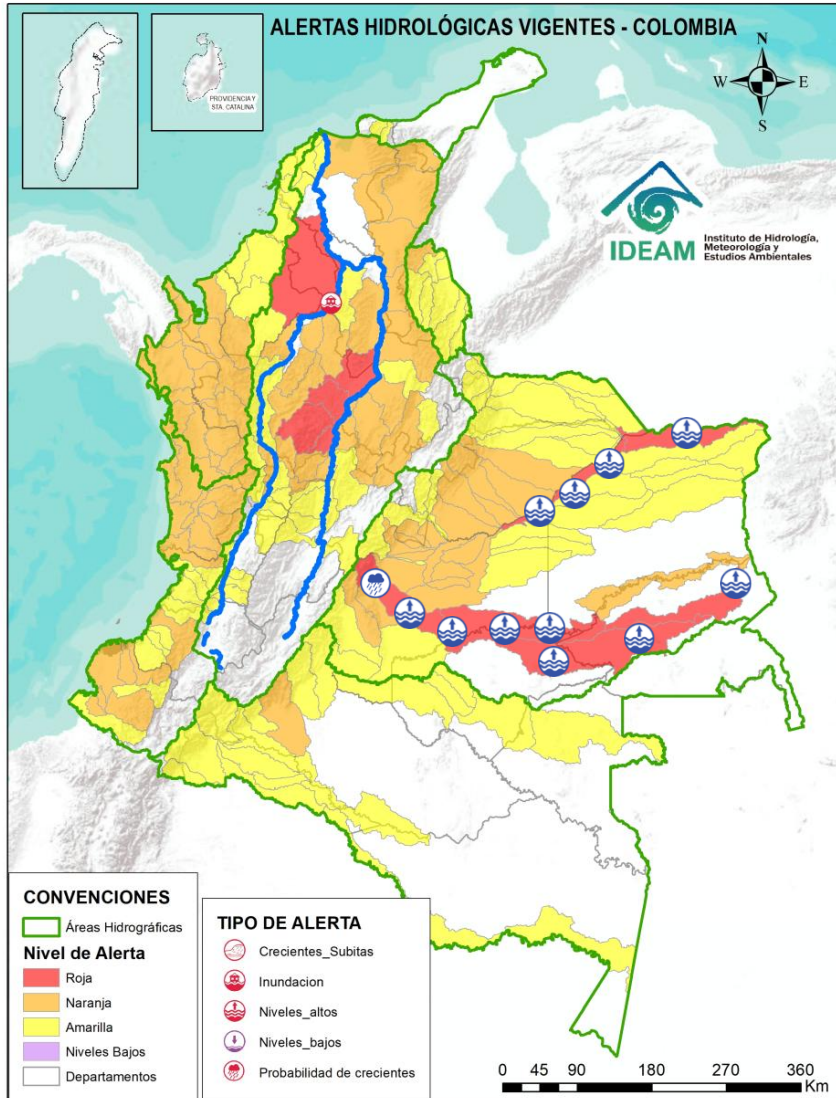 ALERTAS HIDROLÓGICAS VIGENTES - COLOMBIA
PROVIDENCIA Y
STA. CATALINA
N
W
E
S
IDEAM
Instituto de Hidrología,
Meteorología y
Estudios Ambientales
CONVENCIONES
Áreas Hidrográficas
Nivel de Alerta
Roja
Naranja
Amarilla
Niveles Bajos
Departamentos
TIPO DE ALERTA
Crecientes_Subitas
Inundacion
Niveles_altos
Niveles_bajos
Probabilidad de crecientes
0 45 90 180 270 360
Km